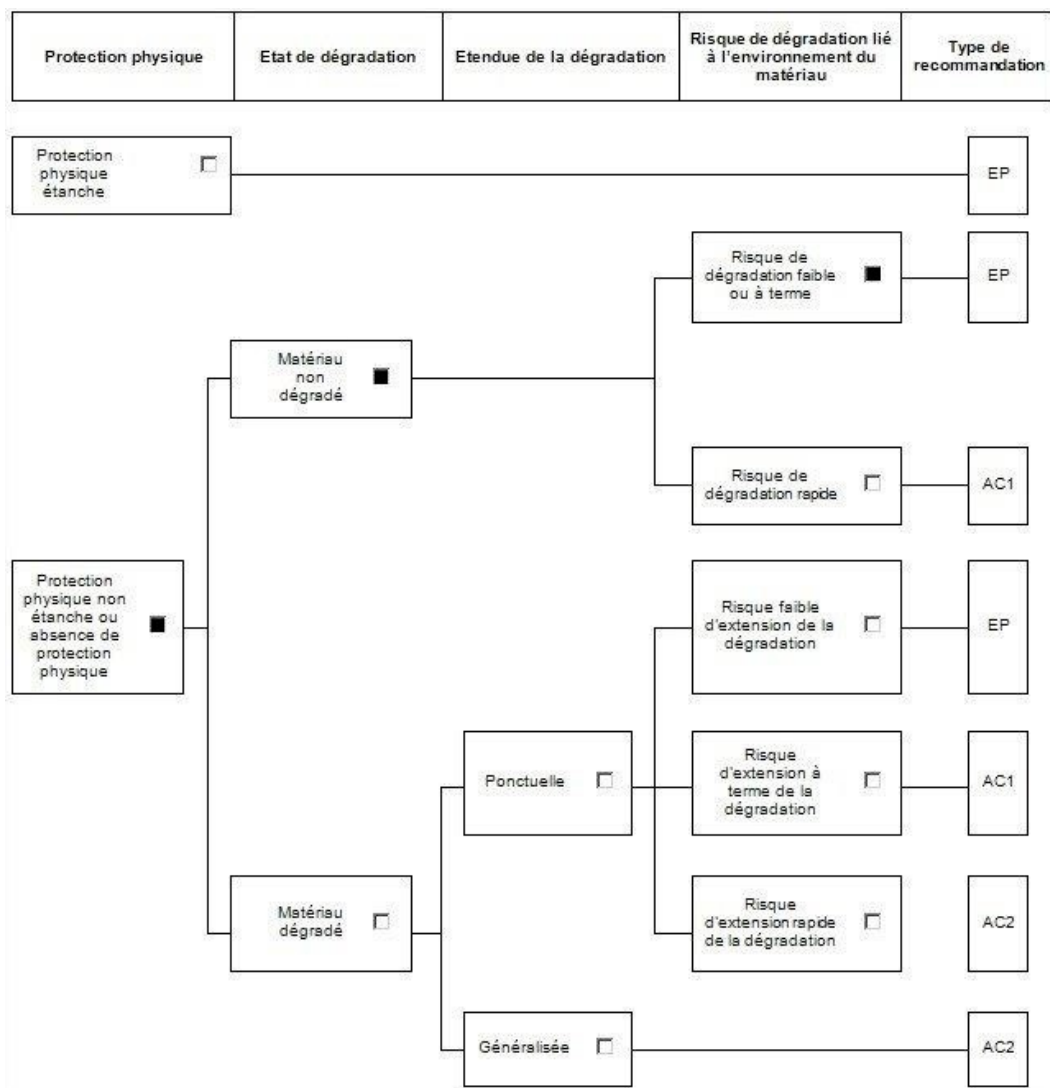 Protection physique
Etat de dégradation
Etendue de la dégradation
Risque de dégradation lié
à l'environnement du
matériau
Type de
recommandation
Protection
physique
étanche
EP
Risque de
dégradation faible
ou à terme
EP
Matériau
non
dégradé
Risque de
dégradation rapide
AC1
Protection
physique non
étanche ou
absence de
protection
physique
Risque faible
d'extension de la
dégradation
EP
Ponctuelle
Risque
d'extension à
terme de la
dégradation
AC1
Matériau
dégradé
Risque
d'extension rapide
de la dégradation
AC2
Généralisée
AC2